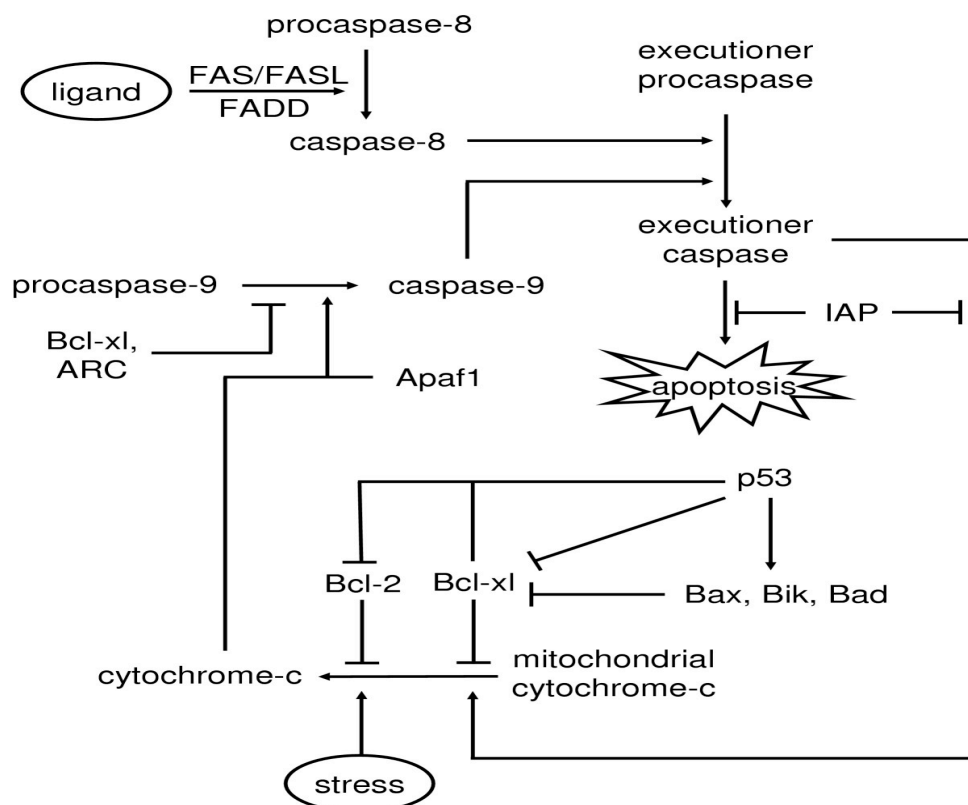 procaspase-8
executioner
procaspase
FAS/FASL
ligand
FADD
caspase-8
executioner
caspase
procaspase-9
caspase-9
IAP
Bcl-xl,
ARC
Apaf1
apoptosis
p53
Bcl-2
Bcl-xl
Bax, Bik, Bad
cytochrome-c
mitochondrial
cytochrome-c
stress